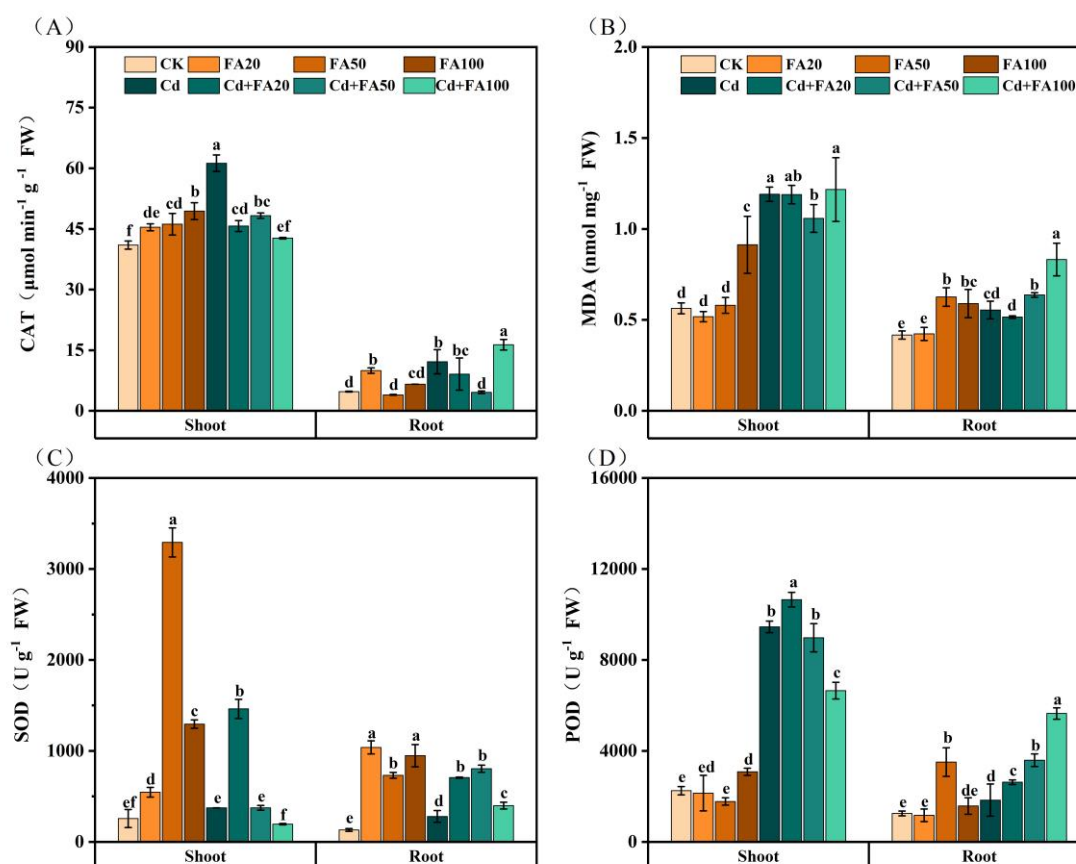 (A)
90
75
60
45
30
15
0
CAT (μmol min⁻¹ g⁻¹ FW)
CK FA20 FA50 FA100
Cd Cd+FA20 Cd+FA50 Cd+FA100
f de cd b a cd bc ef
d b d cd b bc d a
Shoot Root
(B)
2.0
1.5
1.0
0.5
0.0
MDA (nmol mg⁻¹ FW)
CK FA20 FA50 FA100
Cd Cd+FA20 Cd+FA50 Cd+FA100
d d d c a ab b a
e e b bc cd d b a
Shoot Root
(C)
4000
3000
2000
1000
0
SOD (U g⁻¹ FW)
ef d a c e b e f
e a b a d b b c
Shoot Root
(D)
16000
12000
8000
4000
0
POD (U g⁻¹ FW)
e ed e d b a b c
e e b de d c b a
Shoot Root